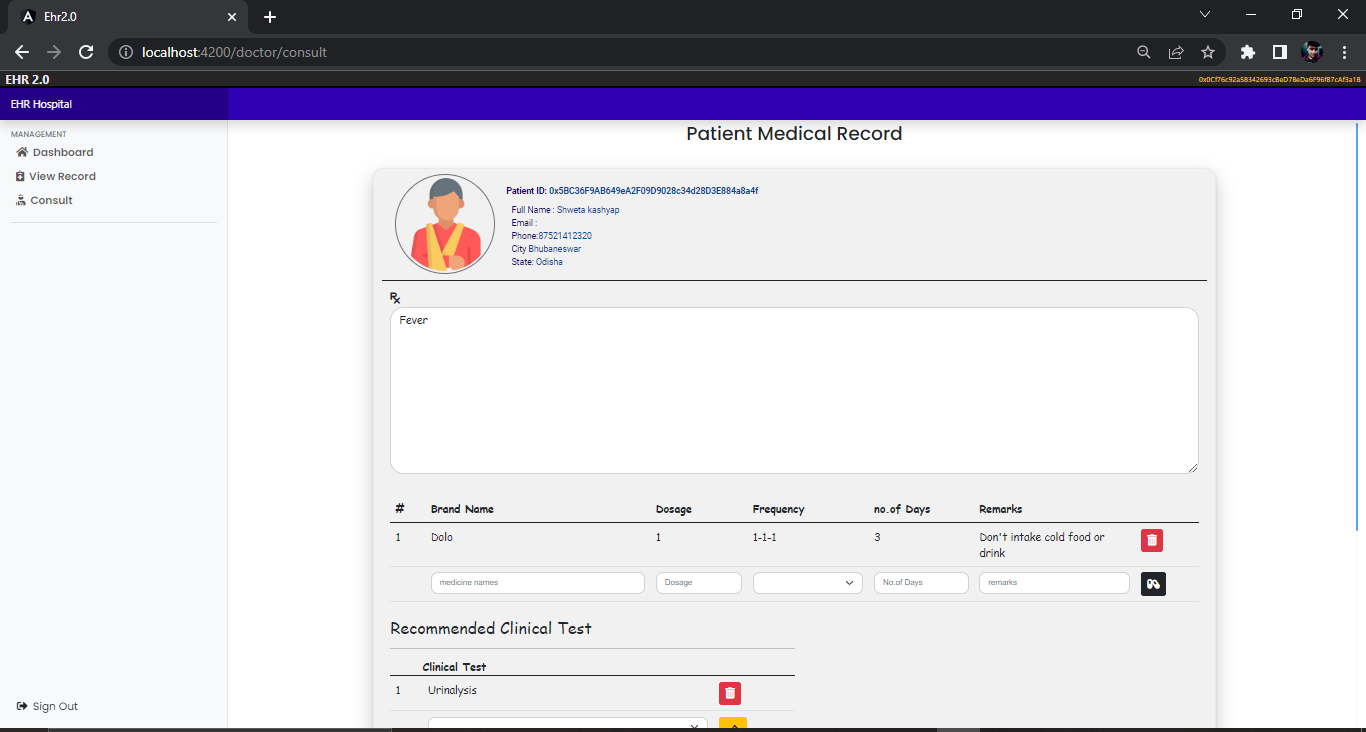 Ehr2.0
localhost:4200/doctor/consult
EHR 2.0
0x0Cf76c92a58342693cBeD78eDa6F96f87cAf3a1B
EHR Hospital
MANAGEMENT
Dashboard
View Record
Consult
Sign Out
Patient Medical Record
Patient ID: 0x5BC36F9AB649eA2F09D9028c34d28D3E884a8a4f
Full Name : Shweta kashyap
Email :
Phone:87521412320
City Bhubaneswar
State: Odisha
℞
Fever
# Brand Name Dosage Frequency no.of Days Remarks
1 Dolo 1 1-1-1 3 Don't intake cold food or
drink
medicine names Dosage No.of Days remarks
Recommended Clinical Test
Clinical Test
1 Urinalysis